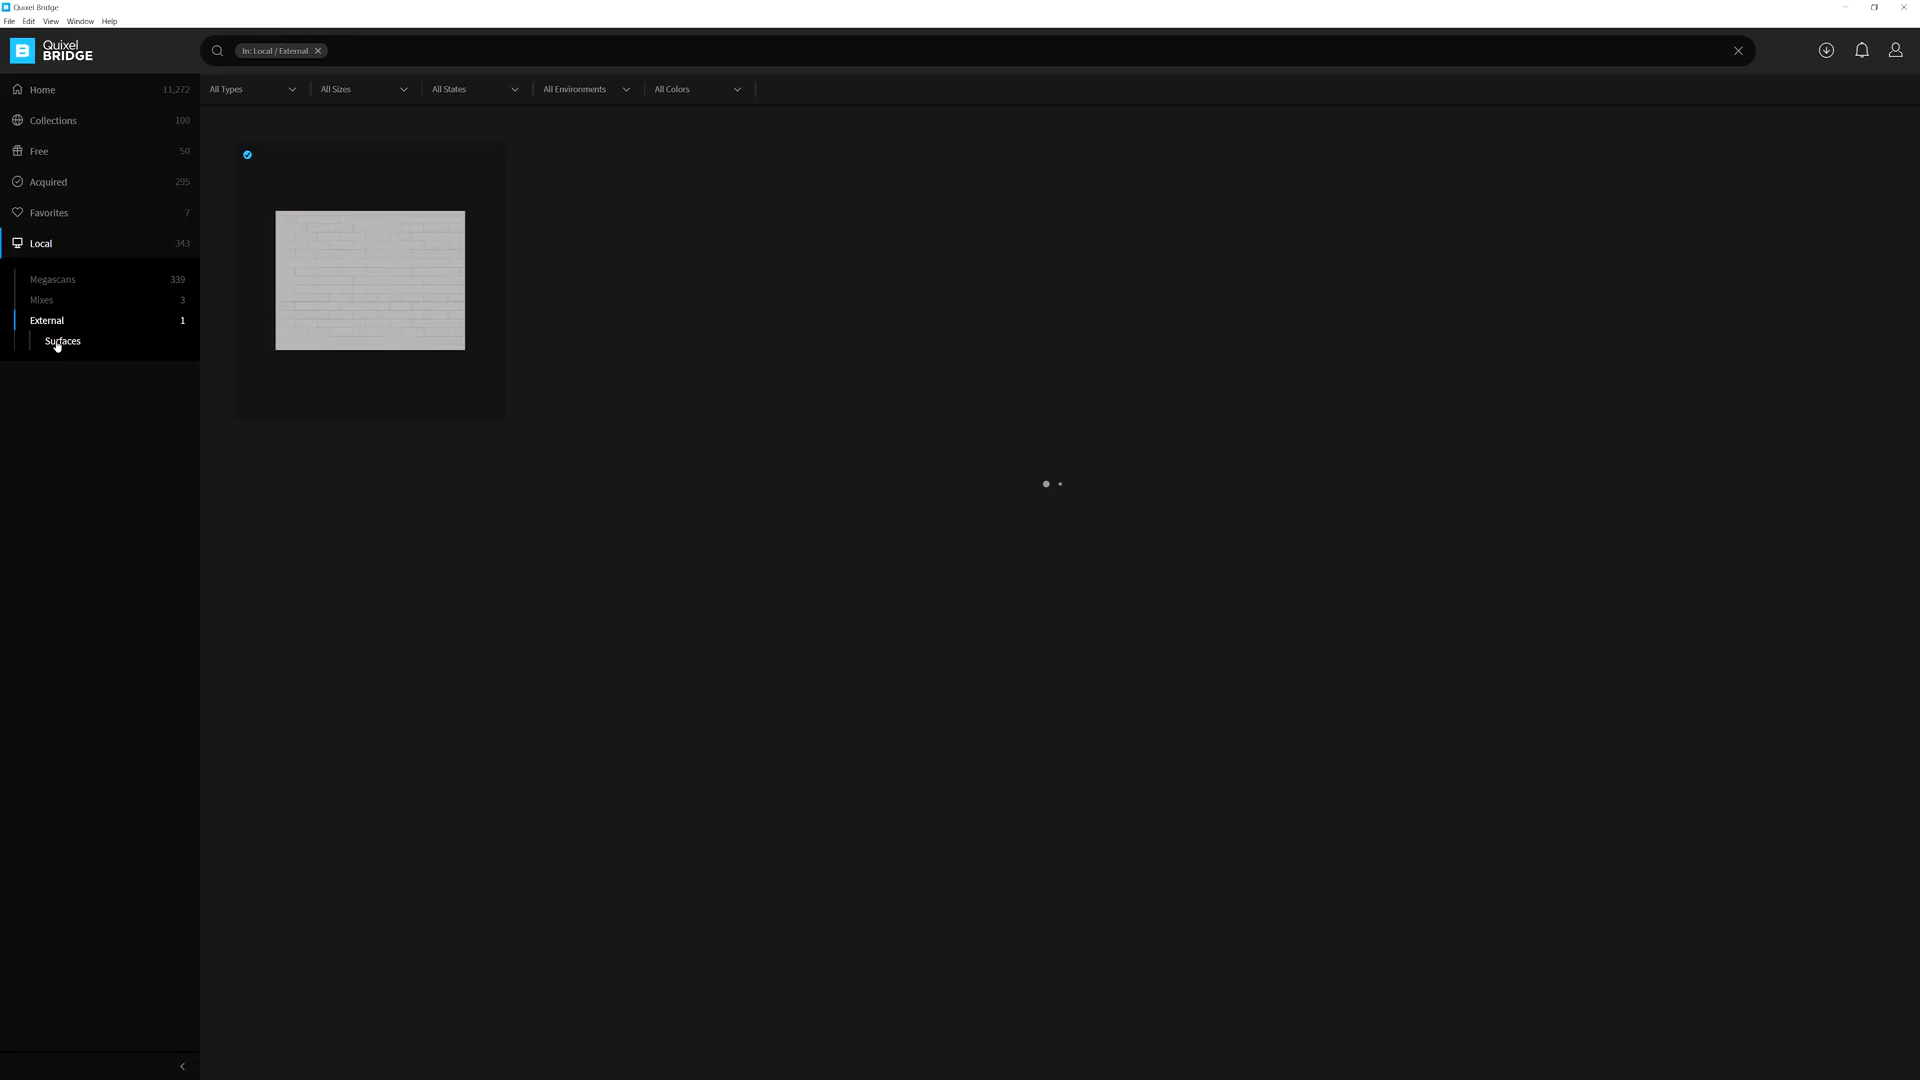 Quixel Bridge
File Edit View Window Help
Quixel
BRIDGE
In: Local / External
Home 11,272
All Types All Sizes All States All Environments All Colors
Collections 100
Free 50
Acquired 295
Favorites 7
Local 343
Megascans 339
Mixes 3
External 1
Surfaces